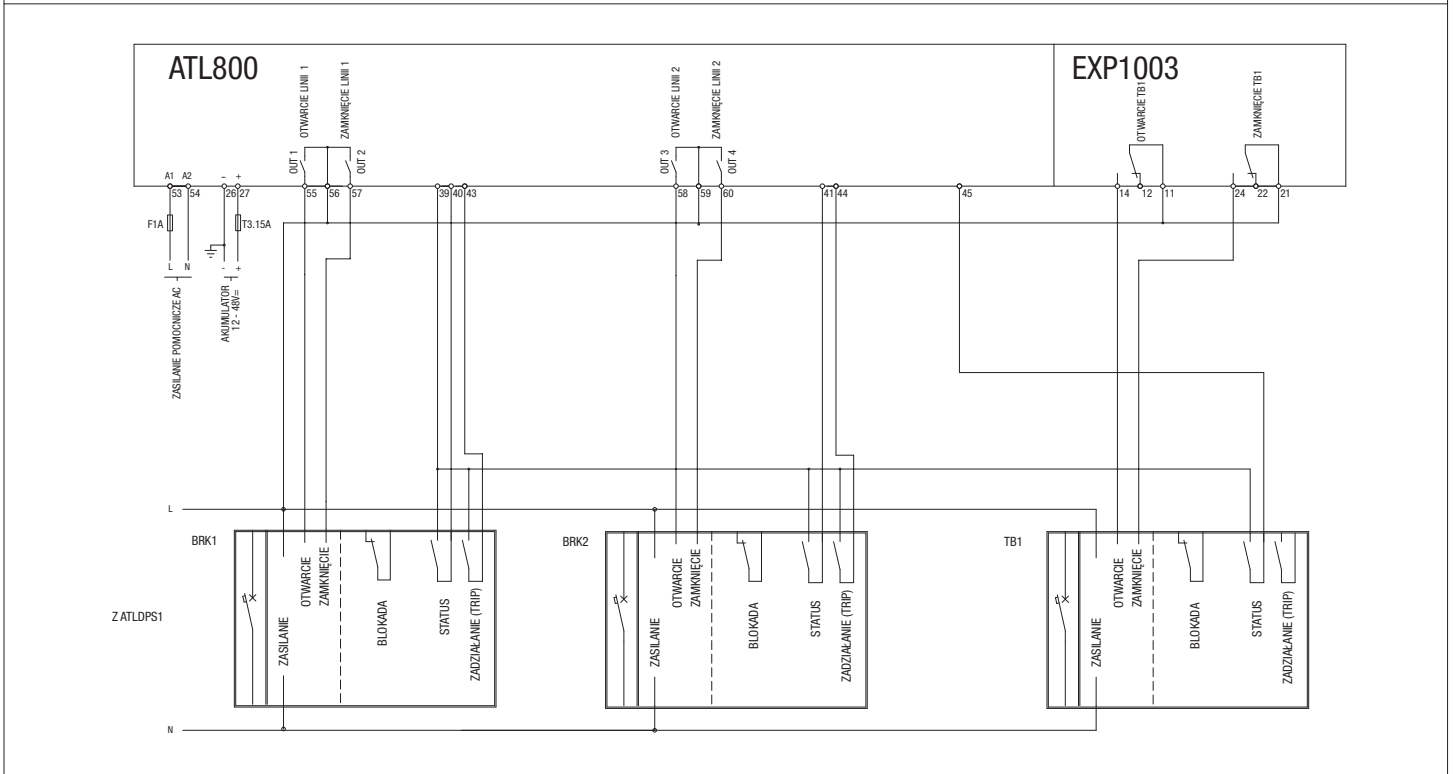 ATL800
EXP1003
OTWARCIE LINII 1
ZAMKNIĘCIE LINII 1
OTWARCIE LINII 2
ZAMKNIĘCIE LINII 2
OTWARCIE TB1
ZAMKNIĘCIE TB1
OUT 1
OUT 2
OUT 3
OUT 4
A1 A2 - +
53 54 26 27 55 56 57 39 40 43 58 59 60 41 44 45 14 12 11 24 22 21
F1A
T3.15A
L N - +
ZASILANIE POMOCNICZE AC
AKUMULATOR
12 - 48V=
L
BRK1
BRK2
TB1
Z ATLDPS1
ZASILANIE
OTWARCIE
ZAMKNIĘCIE
BLOKADA
STATUS
ZADZIAŁANIE (TRIP)
ZASILANIE
OTWARCIE
ZAMKNIĘCIE
BLOKADA
STATUS
ZADZIAŁANIE (TRIP)
ZASILANIE
OTWARCIE
ZAMKNIĘCIE
BLOKADA
STATUS
ZADZIAŁANIE (TRIP)
N